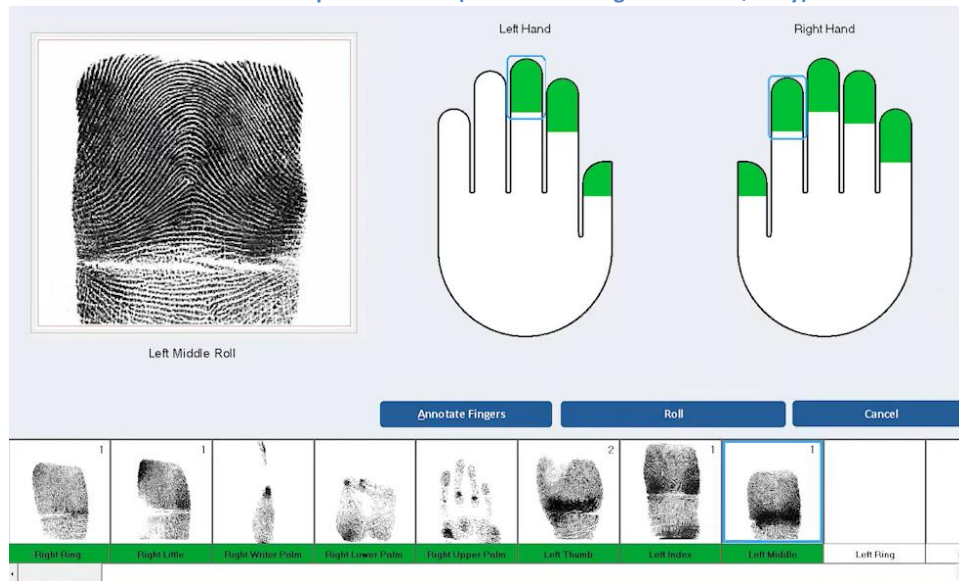 Left Hand
Right Hand
Left Middle Roll
Annotate Fingers
Roll
Cancel
1
1
2
1
1
Right Ring
Right Little
Right Writer Palm
Right Lower Palm
Right Upper Palm
Left Thumb
Left Index
Left Middle
Left Ring